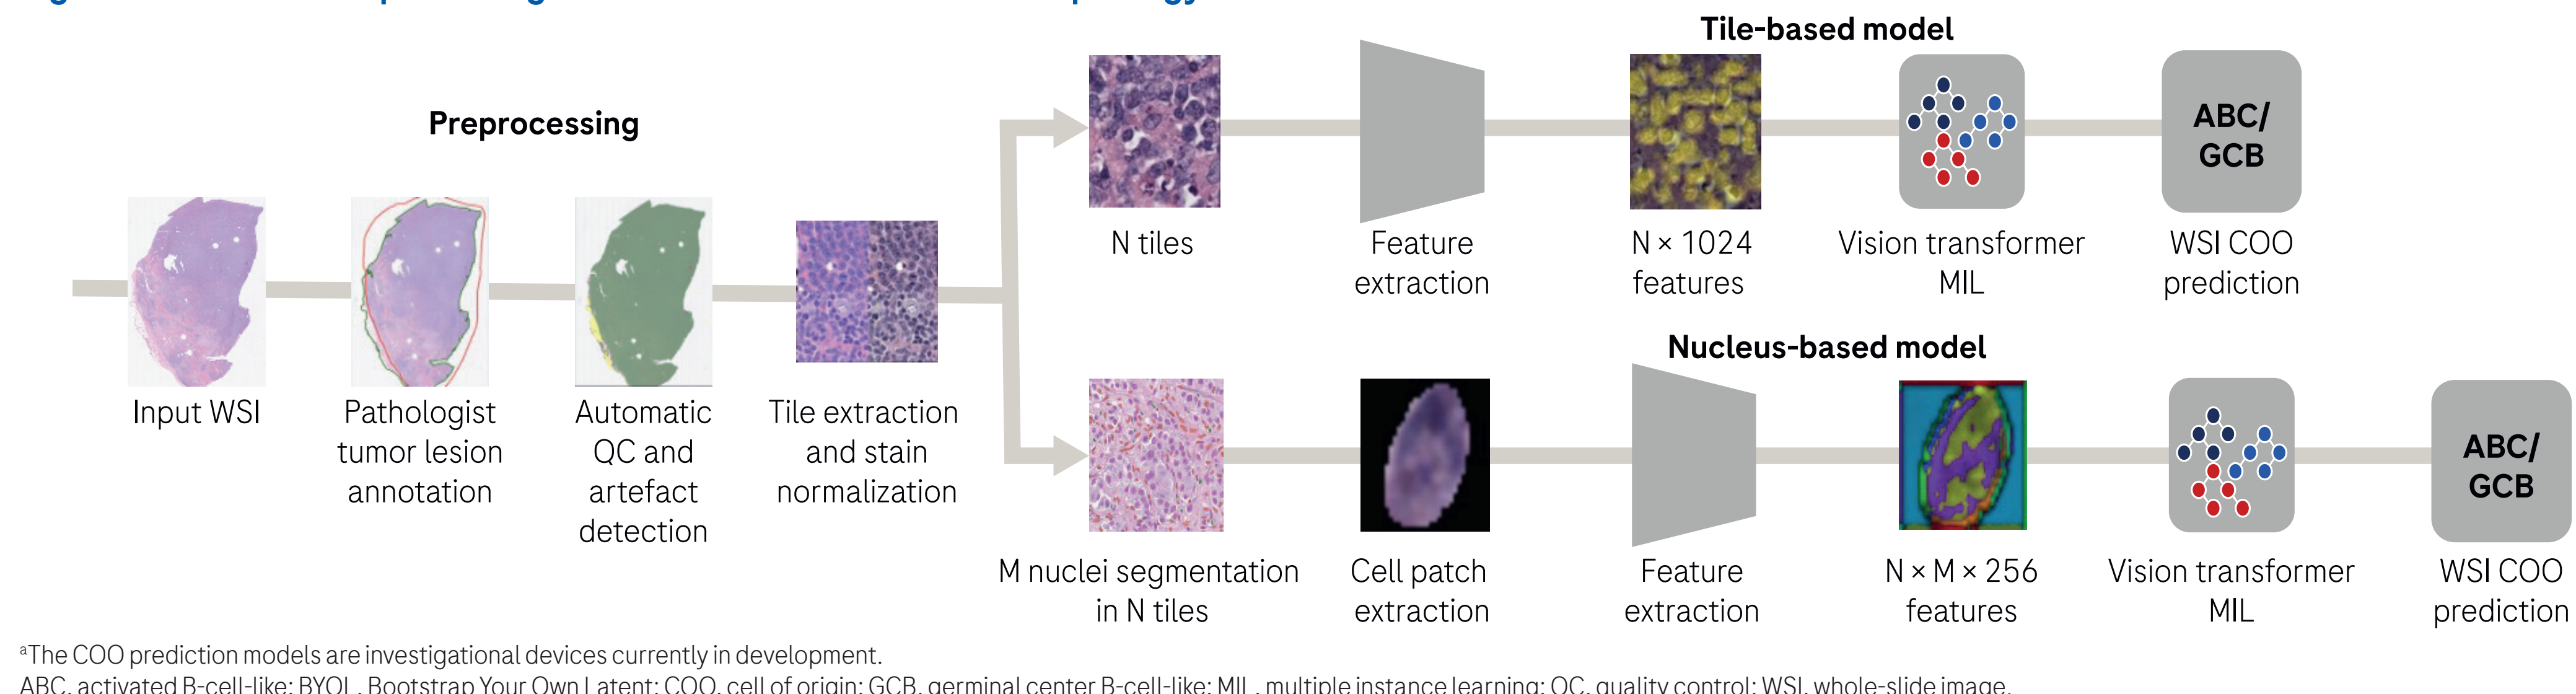 Tile-based model
Preprocessing
ABC/
GCB
N tiles
Feature
extraction
N × 1024
features
Vision transformer
MIL
WSI COO
prediction
Nucleus-based model
Input WSI
Pathologist
tumor lesion
annotation
Automatic
QC and
artefact
detection
Tile extraction
and stain
normalization
ABC/
GCB
M nuclei segmentation
in N tiles
Cell patch
extraction
Feature
extraction
N × M × 256
features
Vision transformer
MIL
WSI COO
prediction
ᵃThe COO prediction models are investigational devices currently in development.
ABC, activated B-cell-like; BYOL, Bootstrap Your Own Latent; COO, cell of origin; GCB, germinal center B-cell-like; MIL, multiple instance learning; QC, quality control; WSI, whole-slide image.